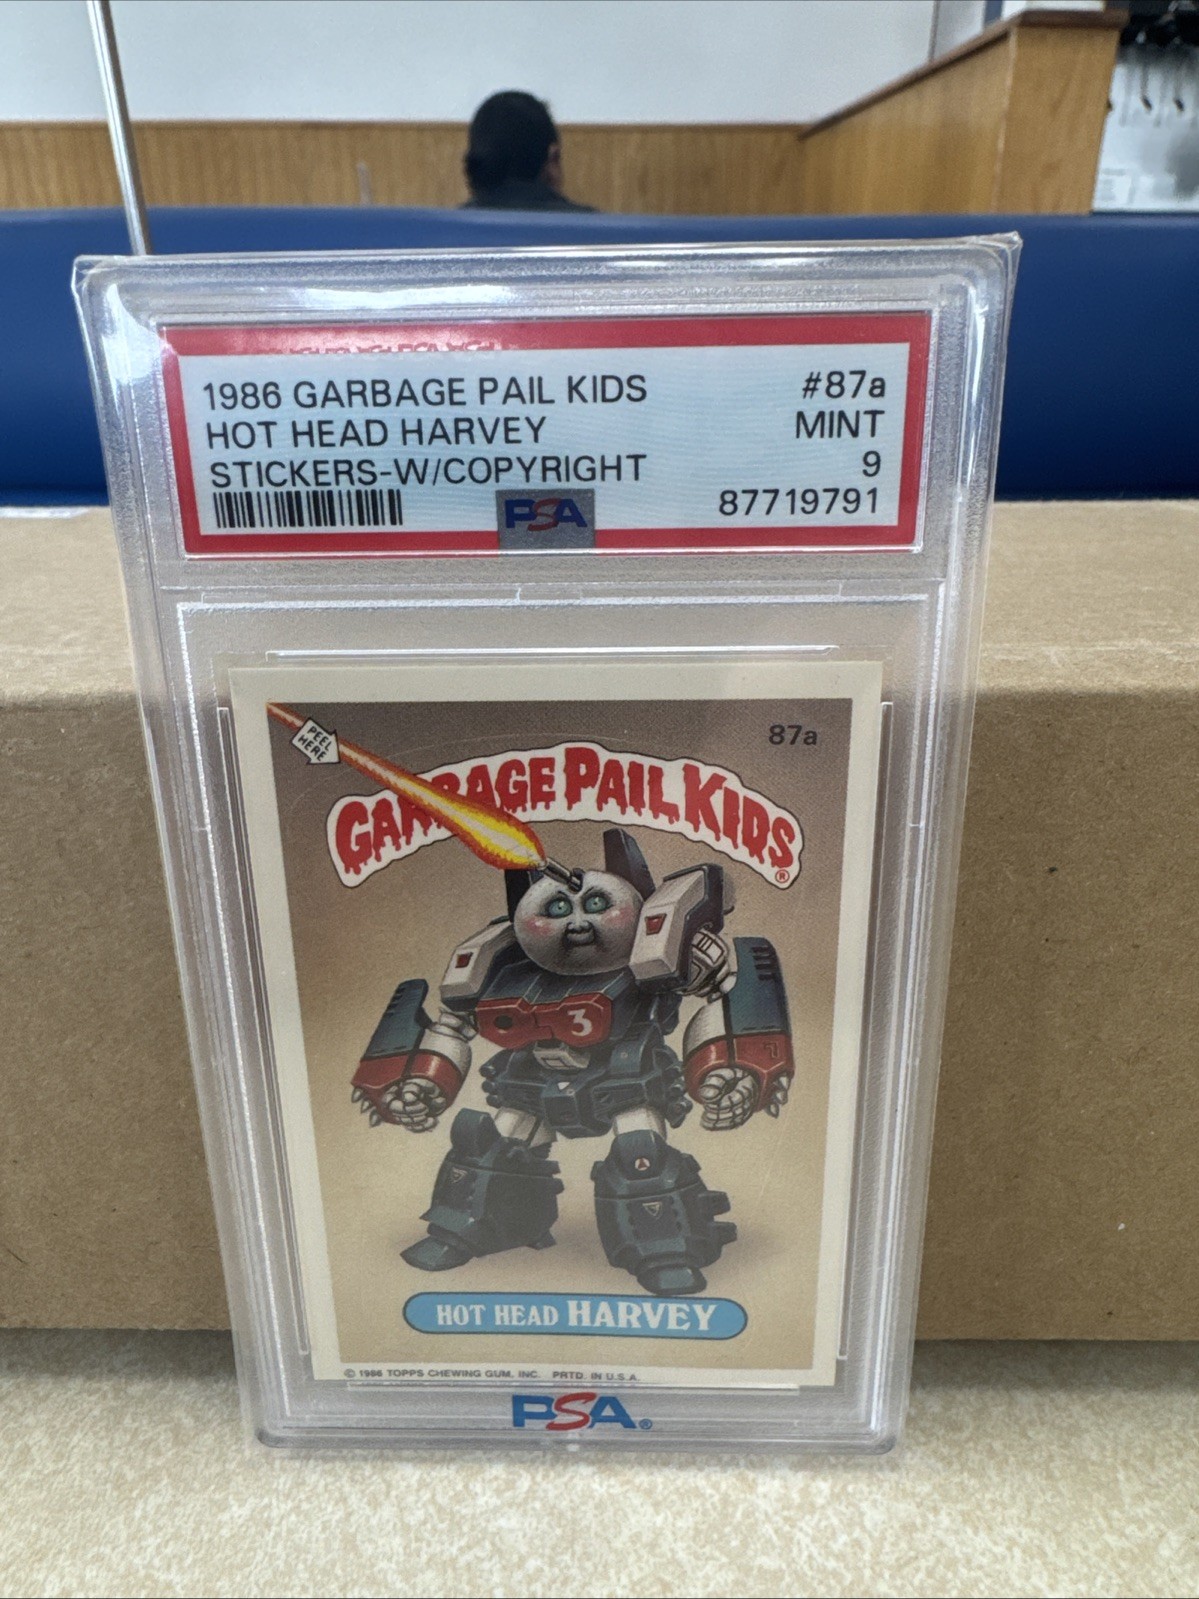 1986 GARBAGE PAIL KIDS #87a
HOT HEAD HARVEY MINT
STICKERS-W/COPYRIGHT 9
PSA 87719791
PEEL
HERE
87a
GARBAGE PAIL KIDS®
3
7
HOT HEAD HARVEY
© 1986 TOPPS CHEWING GUM, INC. PRTD. IN U.S.A.
PSA®